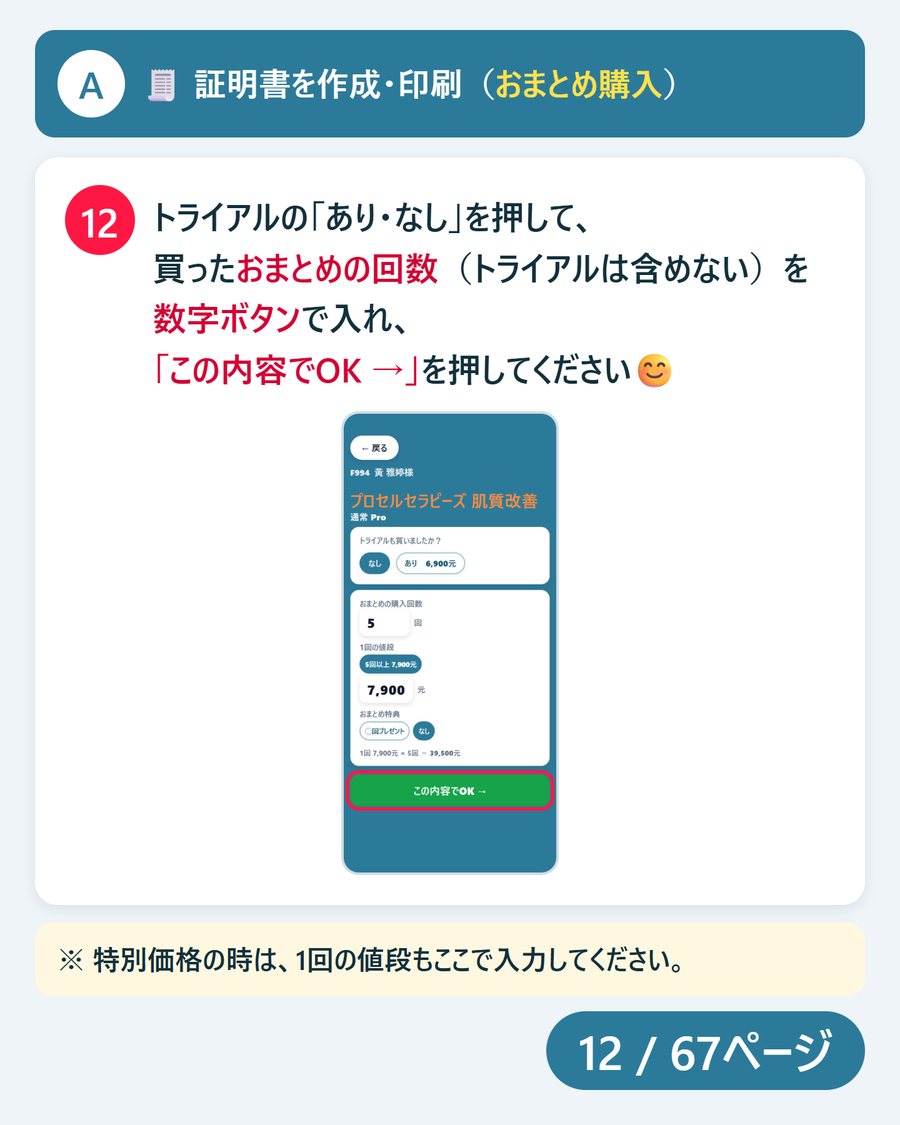 A 証明書を作成・印刷（おまとめ購入）
12
トライアルの「あり・なし」を押して、
買ったおまとめの回数（トライアルは含めない）を
数字ボタンで入れ、
「この内容でOK →」を押してください
← 戻る
F994 黃 雅婷様
プロセルセラピーズ 肌質改善
通常 Pro
トライアルも買いましたか？
なし あり 6,900元
おまとめの購入回数
5 回
1回の値段
5回以上 7,900元
7,900 元
おまとめ特典
〇回プレゼント なし
1回 7,900元 × 5回 = 39,500元
この内容でOK →
※ 特別価格の時は、1回の値段もここで入力してください。
12 / 67ページ